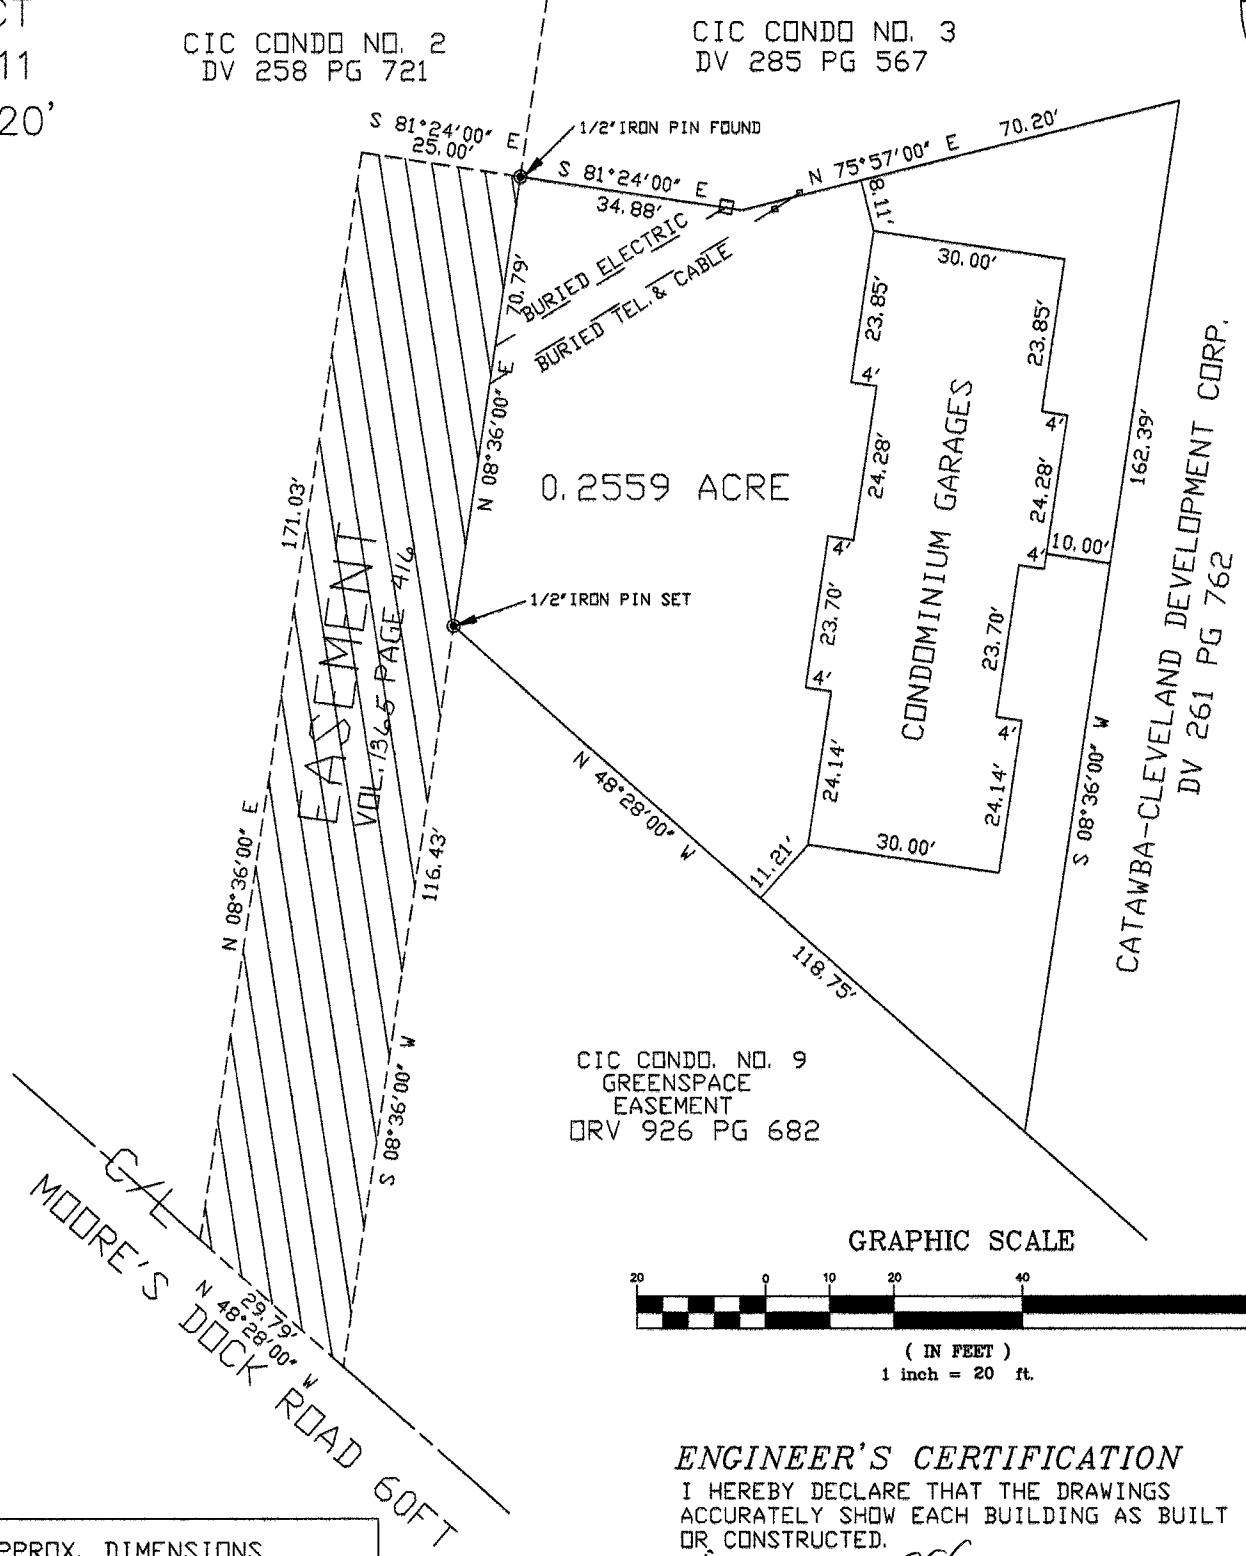 CT
11
20'
CIC CONDO NO. 2
DV 258 PG 721
CIC CONDO NO. 3
DV 285 PG 567
S 81°24'00" E
25.00'
1/2" IRON PIN FOUND
S 81°24'00" E
34.88'
N 75°57'00" E
70.20'
8.11'
BURIED ELECTRIC
BURIED TEL. & CABLE
70.79'
N 08°36'00" E
30.00'
23.85'
23.85'
4'
4'
24.28'
24.28'
4'
4'
10.00'
23.70'
23.70'
4'
4'
24.14'
24.14'
30.00'
11.21'
CONDOMINIUM GARAGES
0.2559 ACRE
162.39'
S 08°36'00" W
CATAWBA-CLEVELAND DEVELOPMENT CORP.
DV 261 PG 762
171.03'
N 08°36'00" E
EASEMENT
VOL. 1365 PAGE 416
1/2" IRON PIN SET
N 48°28'00" W
118.75'
116.43'
S 08°36'00" W
CIC CONDO. NO. 9
GREENSPACE
EASEMENT
ORV 926 PG 682
C/L
29.79'
N 48°28'00" W
MOORE'S DOCK ROAD 60FT
GRAPHIC SCALE
20 0 10 20 40
( IN FEET )
1 inch = 20 ft.
ENGINEER'S CERTIFICATION
I HEREBY DECLARE THAT THE DRAWINGS
ACCURATELY SHOW EACH BUILDING AS BUILT
OR CONSTRUCTED.
PPROX. DIMENSIONS